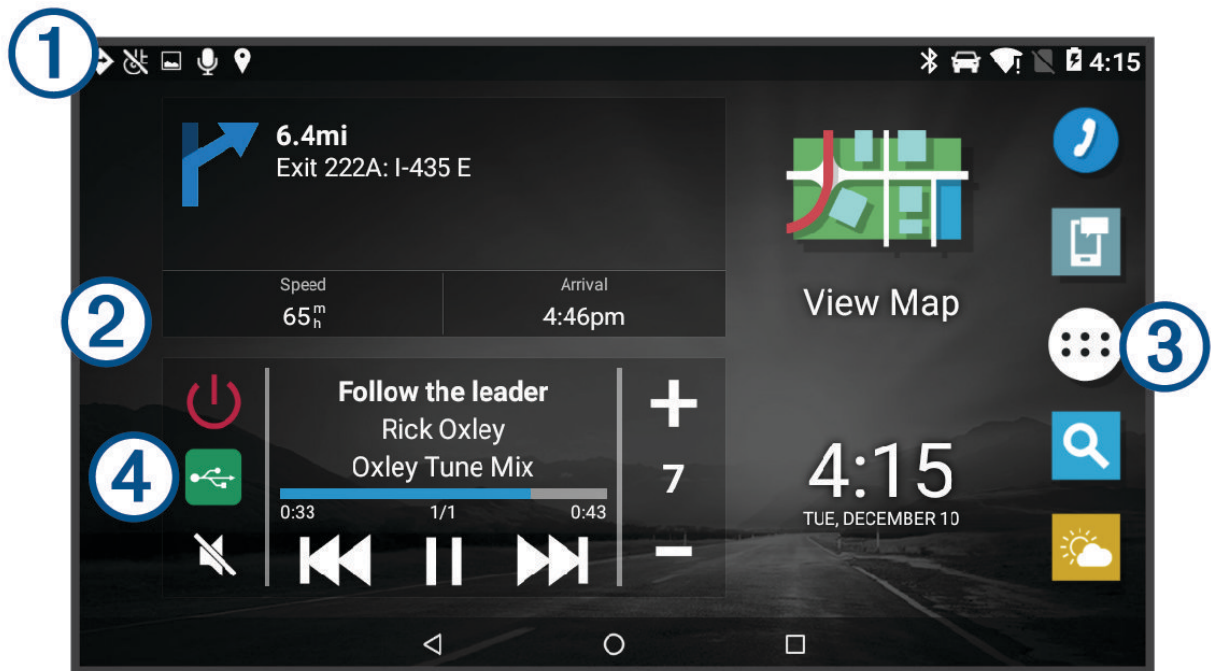 1
4:15
6.4mi
Exit 222A: I-435 E
Speed
Arrival
65 m h
4:46pm
2
View Map
3
Follow the leader
Rick Oxley
Oxley Tune Mix
0:33 1/1 0:43
7
4
4:15
TUE, DECEMBER 10